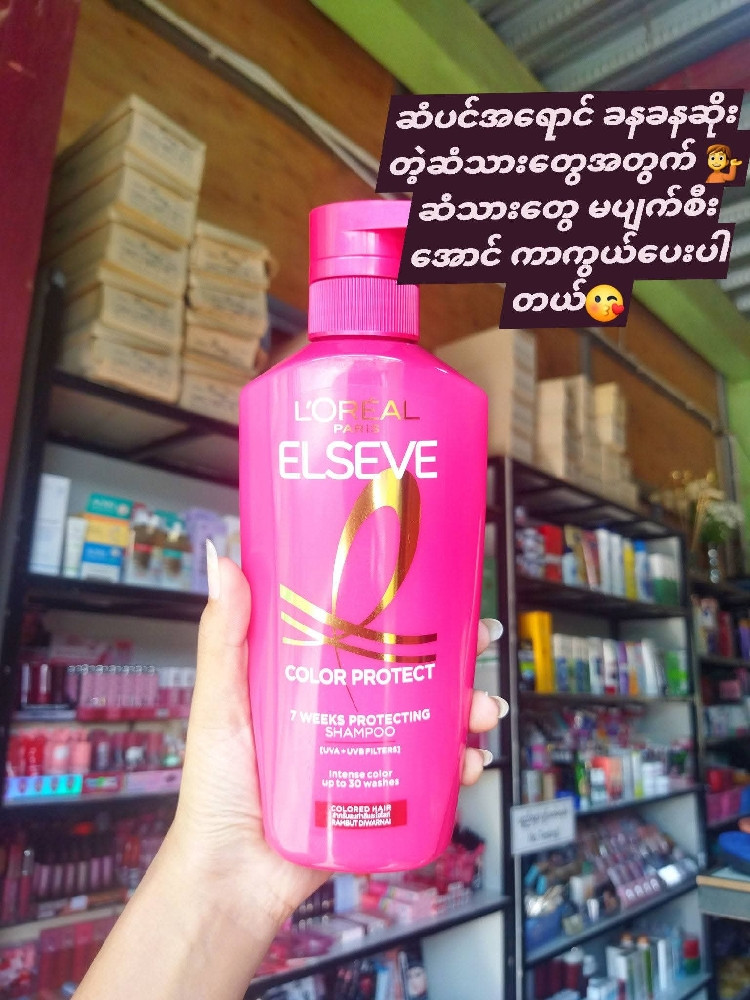 ဆံပင်အရောင် ခနခနဆိုး
တဲ့ဆံသားတွေအတွက် 💁
ဆံသားတွေ မပျက်စီး
အောင် ကာကွယ်ပေးပါ
တယ်😘
L'ORÉAL
PARIS
ELSEVE
COLOR PROTECT
7 WEEKS PROTECTING
SHAMPOO
[UVA + UVB FILTERS]
Intense color
up to 30 washes
COLORED HAIR
RAMBUT DIWARNAI